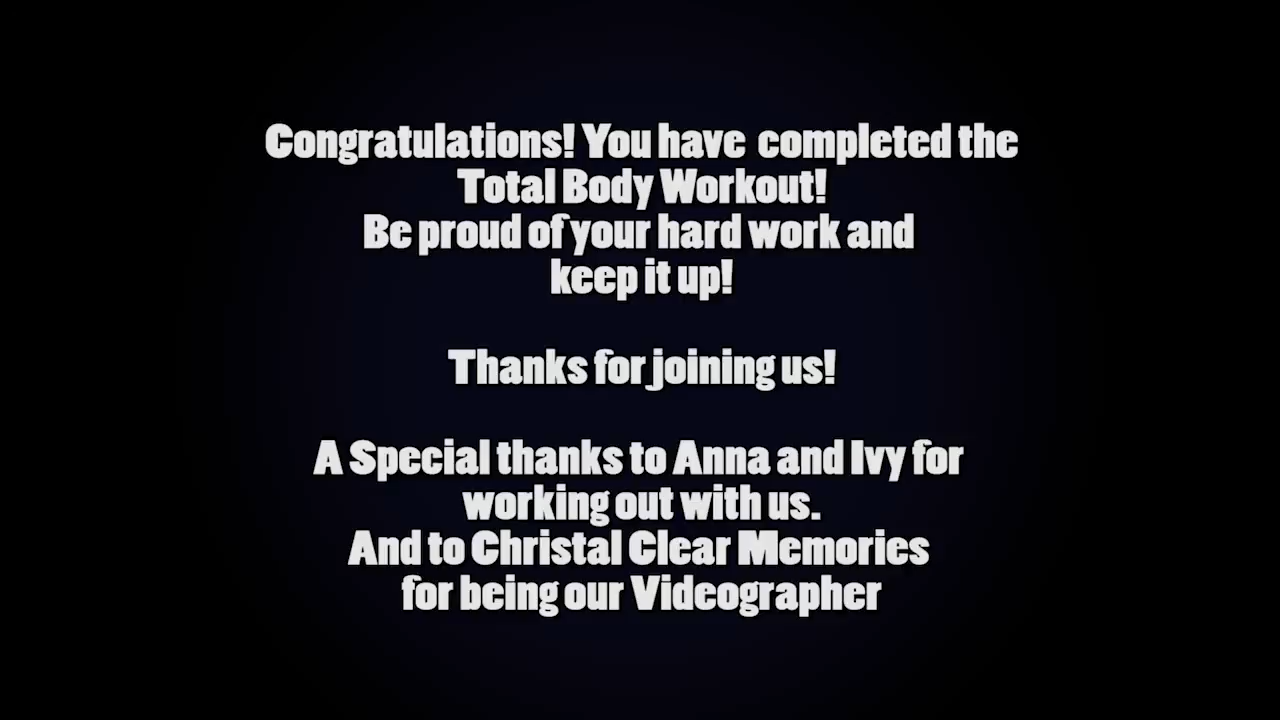 Congratulations! You have completed the
Total Body Workout!
Be proud of your hard work and
keep it up!
Thanks for joining us!
A Special thanks to Anna and Ivy for
working out with us.
And to Christal Clear Memories
for being our Videographer